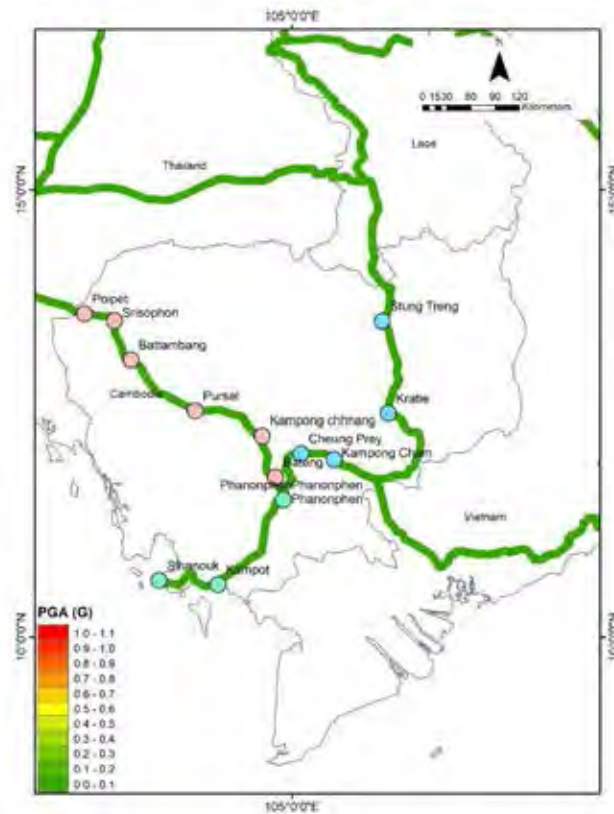 105°0'0"E
N
0 15 30 60 90 120
Kilometers
Laos
Thailand
15°0'0"N
Poipet
Srisophon
Stung Treng
Battambang
Cambodia
Pursat
Kratie
Kampong chhnang
Cheung Prey
Kampong Cham
Bateng
Phanonphen
Phanonphen
Phanonphen
Vietnam
Sihanouk
Kampot
PGA (G)
1.0 - 1.1
0.9 - 1.0
0.8 - 0.9
0.7 - 0.8
0.6 - 0.7
0.5 - 0.6
0.4 - 0.5
0.3 - 0.4
0.2 - 0.3
0.1 - 0.2
0.0 - 0.1
10°0'0"N
105°0'0"E